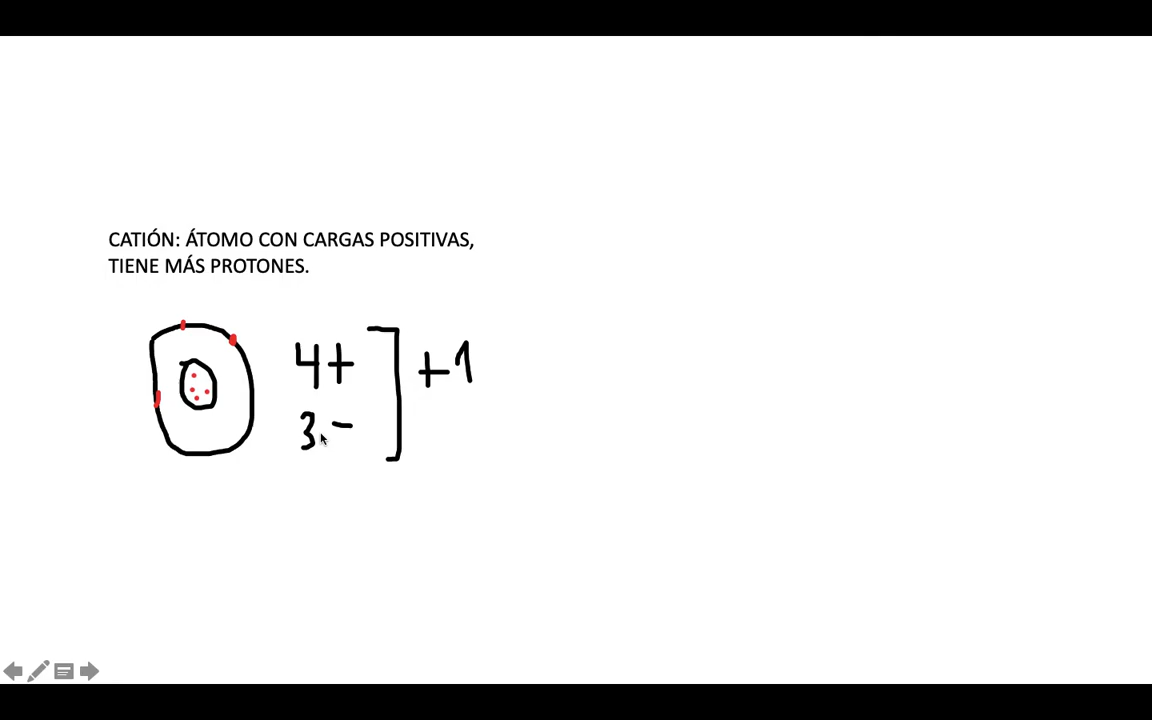 CATIÓN: ÁTOMO CON CARGAS POSITIVAS,
TIENE MÁS PROTONES.
4+ ] +1
3-